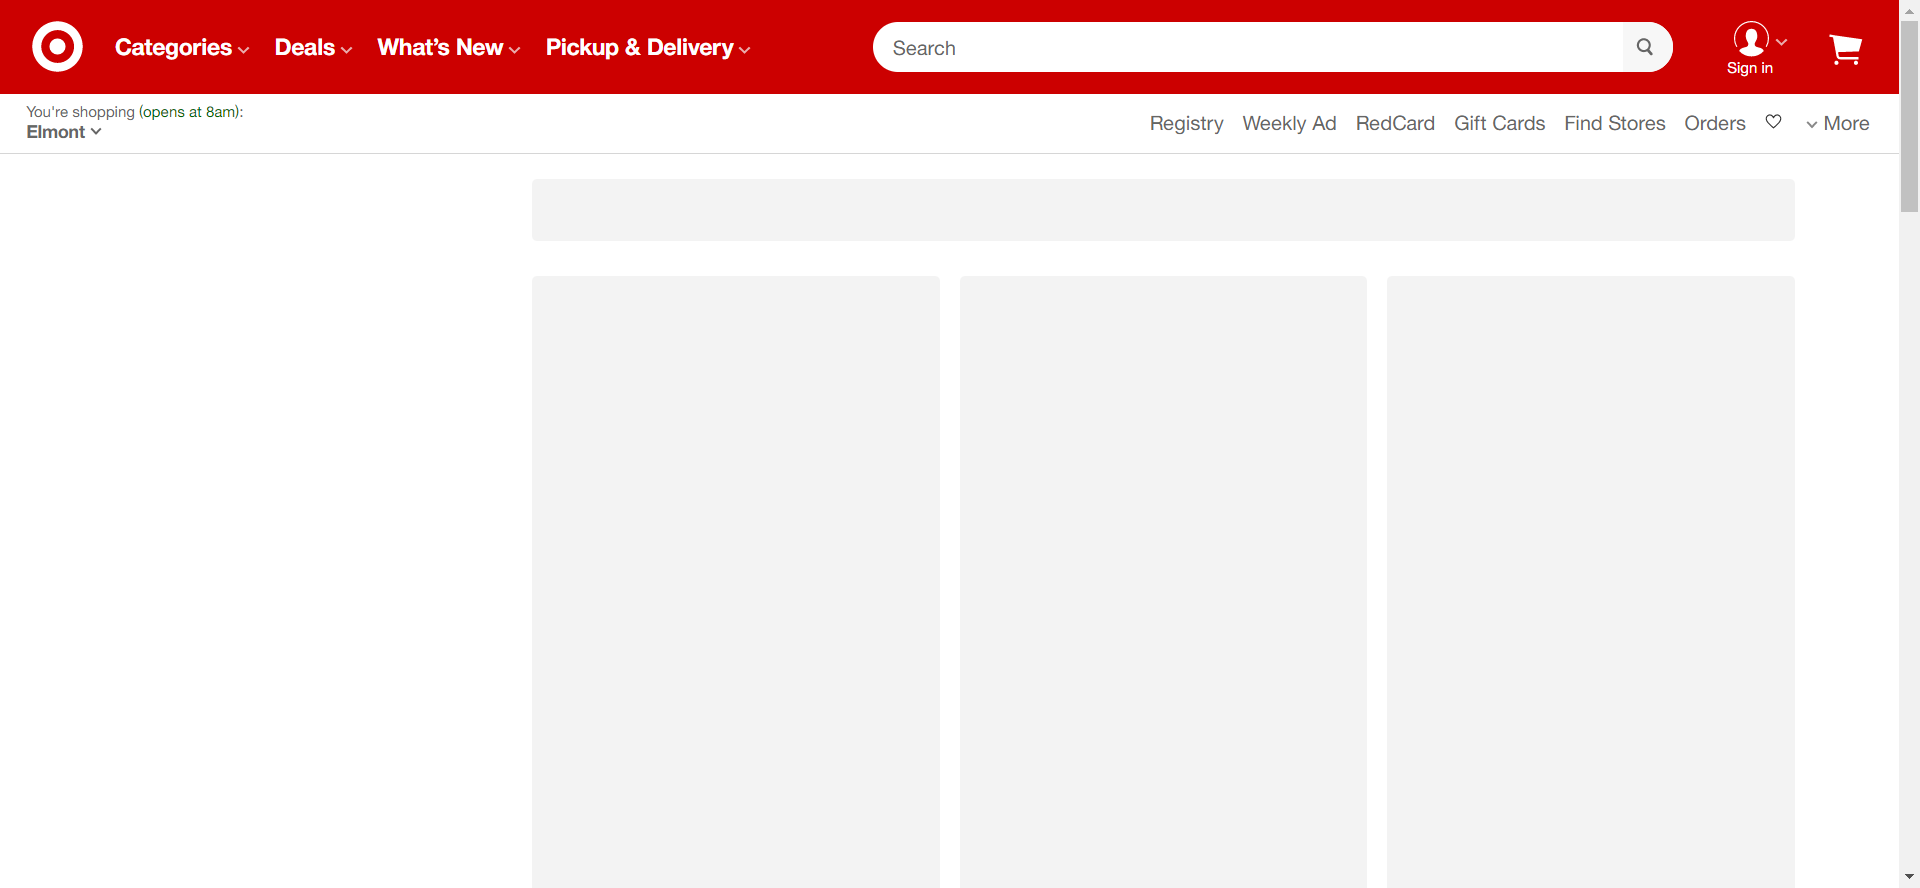 Categories
Deals
What's New
Pickup & Delivery
Search
Sign in
You're shopping (opens at 8am):
Elmont
Registry
Weekly Ad
RedCard
Gift Cards
Find Stores
Orders
More